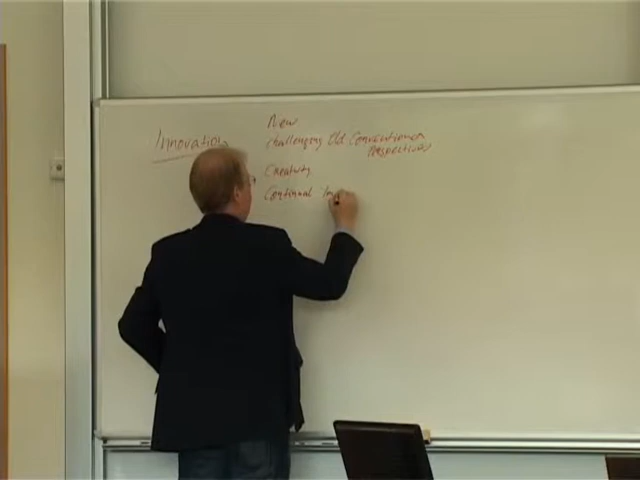 Innovation
New
Challenging Old Conventional
Perspectives
Creativity
Continual